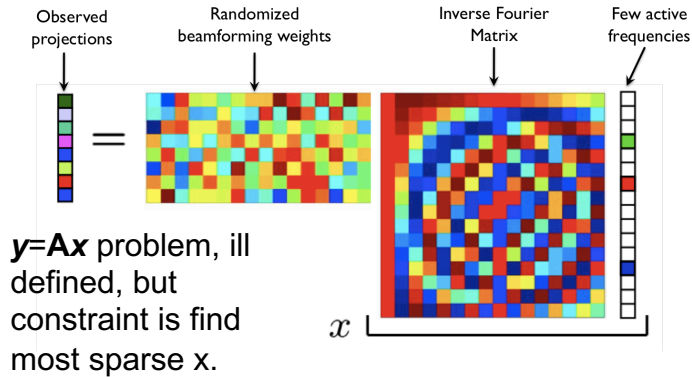 Observed
projections
Randomized
beamforming weights
Inverse Fourier
Matrix
Few active
frequencies
=
y=Ax problem, ill
defined, but
constraint is find
most sparse x.
x